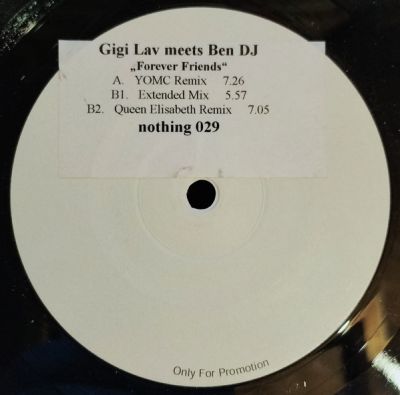 Gigi Lav meets Ben DJ
„Forever Friends“
A. YOMC Remix 7.26
B1. Extended Mix 5.57
B2. Queen Elisabeth Remix 7.05
nothing 029
Only For Promotion